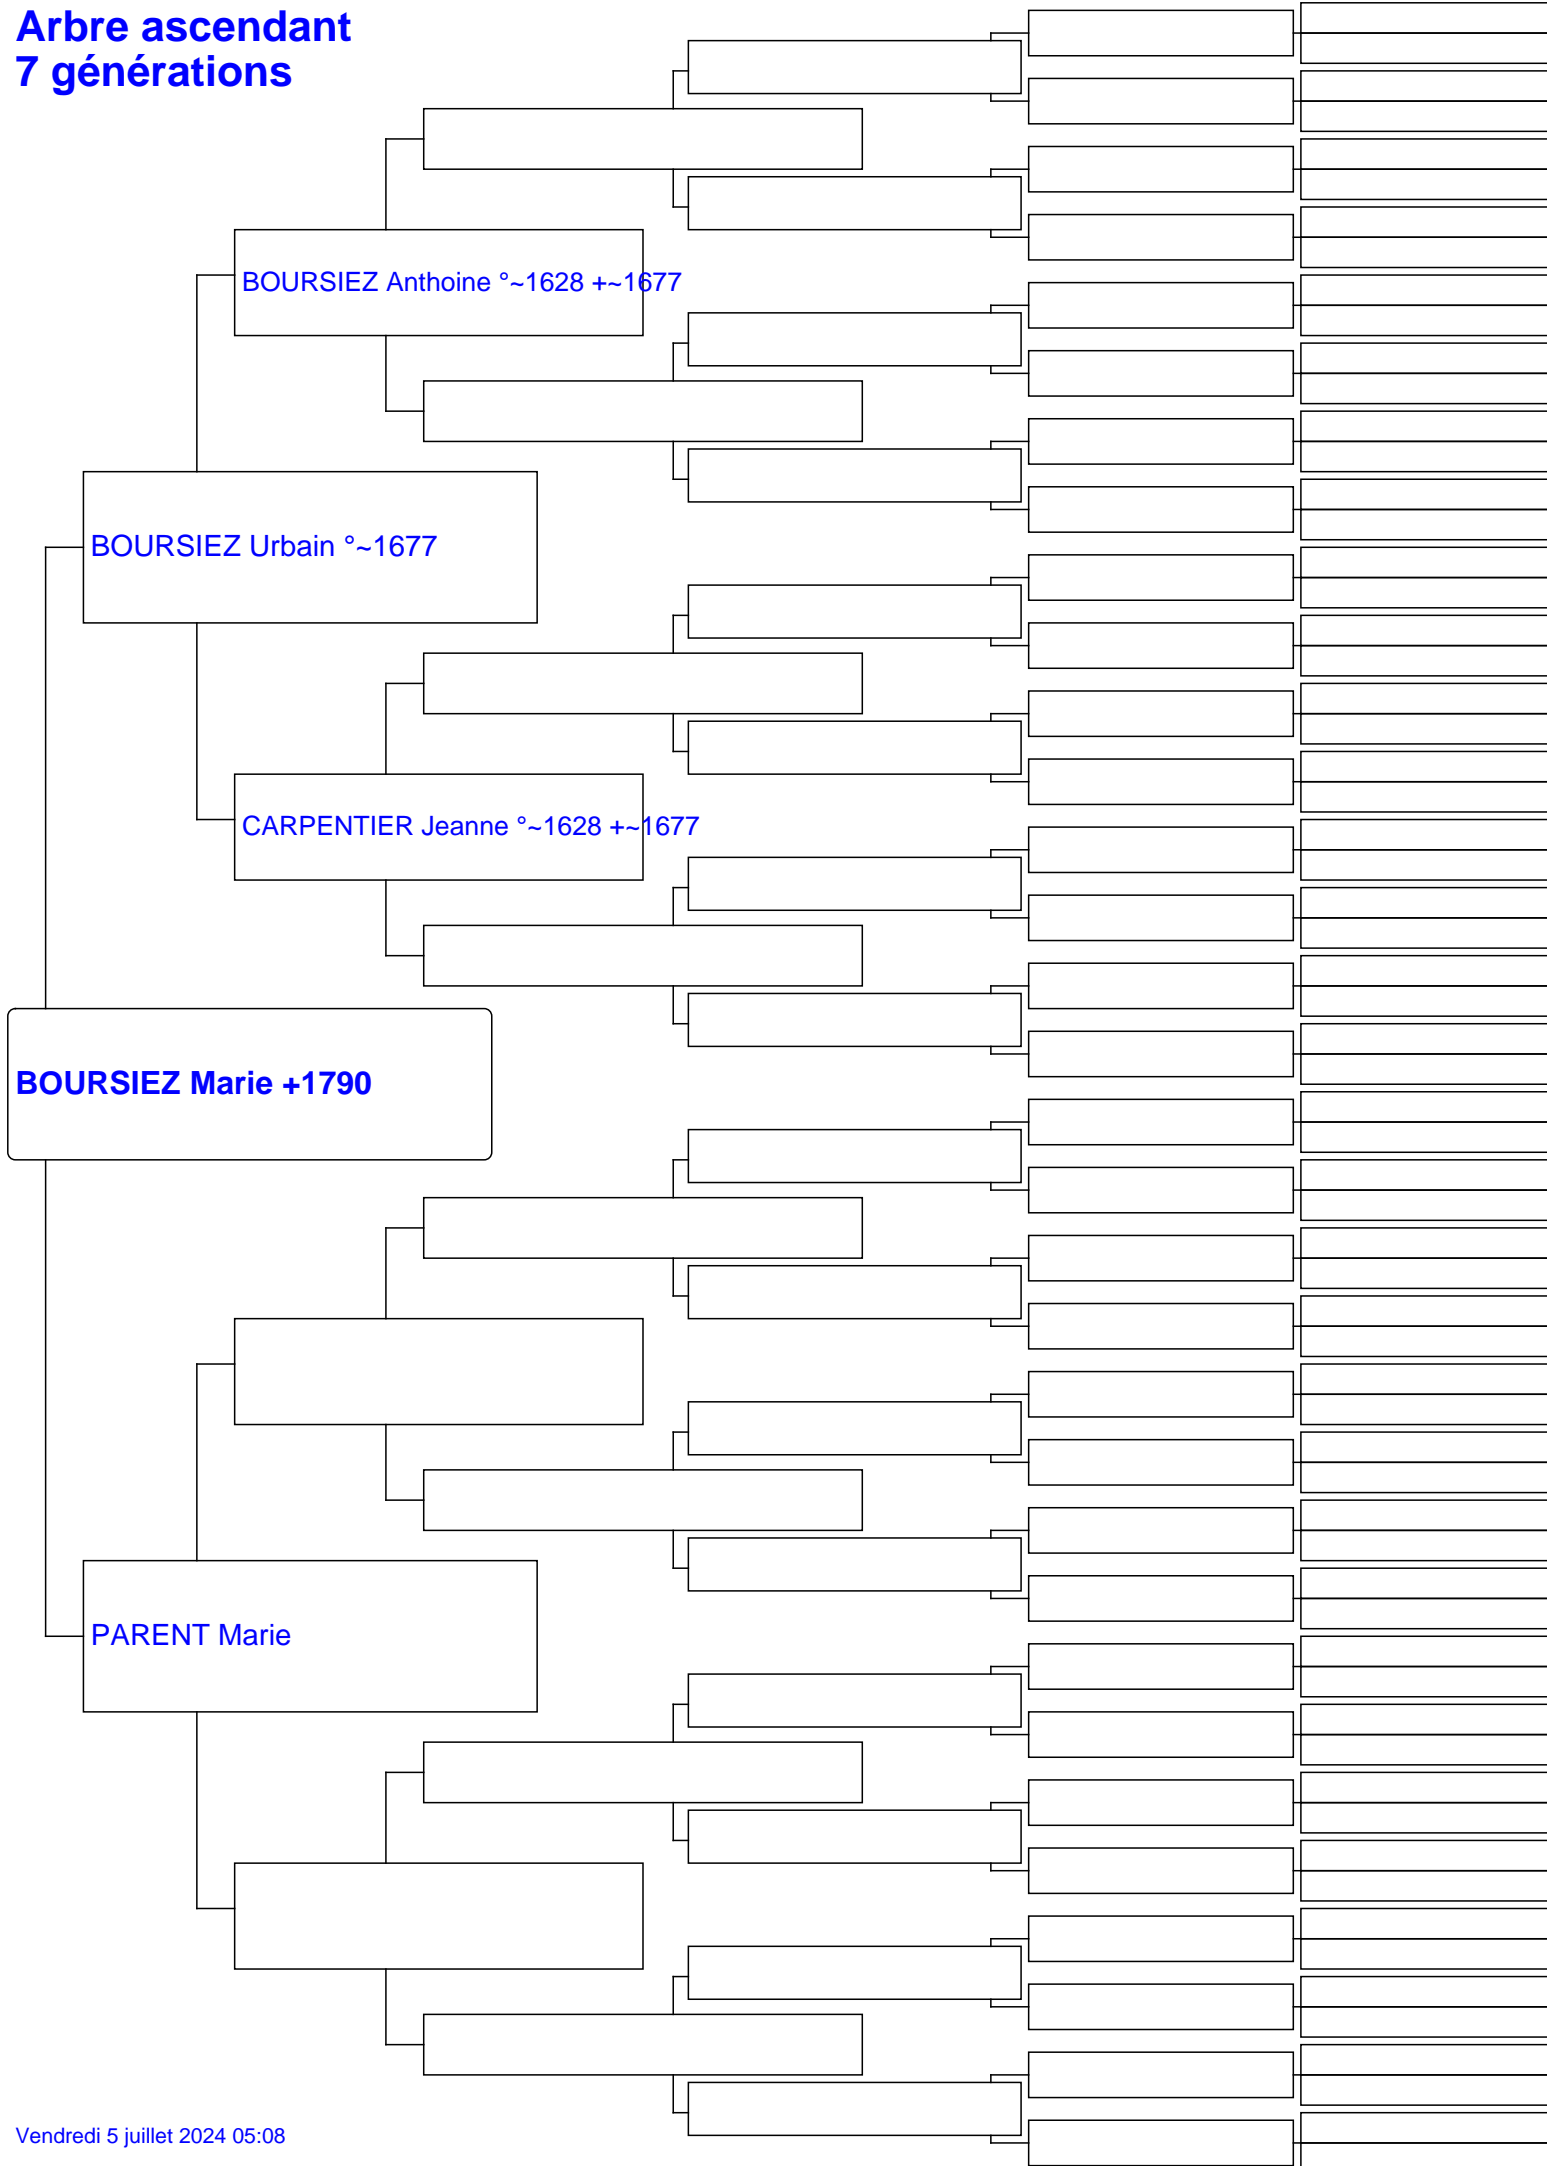 Arbre ascendant
7 générations
BOURSIEZ Anthoine °~1628 +~1677
BOURSIEZ Urbain °~1677
CARPENTIER Jeanne °~1628 +~1677
BOURSIEZ Marie +1790
PARENT Marie
Vendredi 5 juillet 2024 05:08